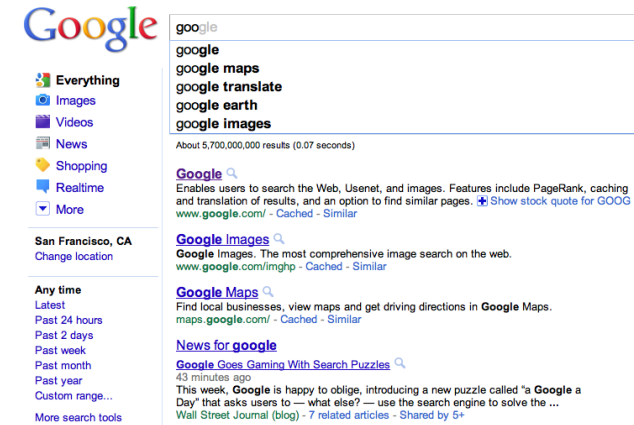 Google
google
google
google maps
google translate
google earth
google images
Everything
Images
Videos
News
Shopping
Realtime
More
San Francisco, CA
Change location
Any time
Latest
Past 24 hours
Past 2 days
Past week
Past month
Past year
Custom range...
More search tools
About 5,700,000,000 results (0.07 seconds)
Google
Enables users to search the Web, Usenet, and images. Features include PageRank, caching
and translation of results, and an option to find similar pages. Show stock quote for GOOG
www.google.com/ - Cached - Similar
Google Images
Google Images. The most comprehensive image search on the web.
www.google.com/imghp - Cached - Similar
Google Maps
Find local businesses, view maps and get driving directions in Google Maps.
maps.google.com/ - Cached - Similar
News for google
Google Goes Gaming With Search Puzzles
43 minutes ago
This week, Google is happy to oblige, introducing a new puzzle called "a Google a
Day" that asks users to — what else? — use the search engine to solve the ...
Wall Street Journal (blog) - 7 related articles - Shared by 5+